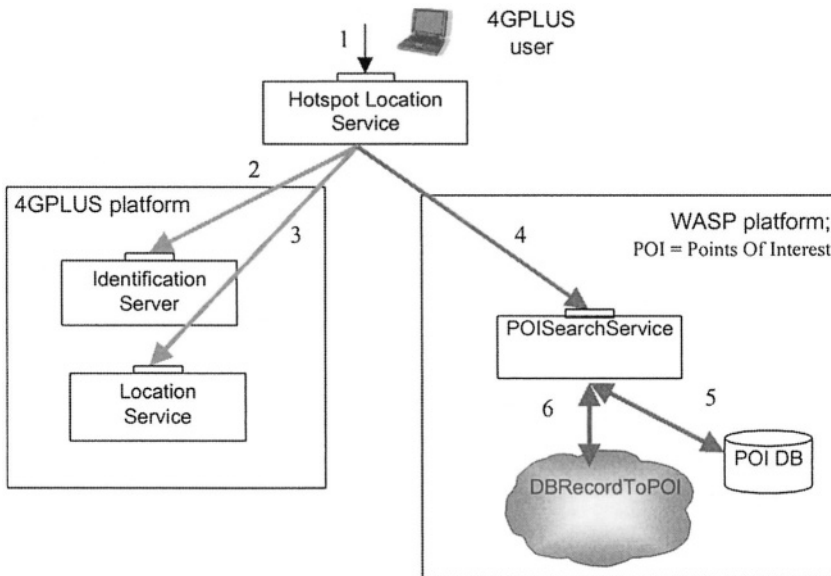 1
4GPLUS
user
Hotspot Location
Service
2
3
4
4GPLUS platform
Identification
Server
Location
Service
WASP platform;
POI = Points Of Interest
POISearchService
6
5
DBRecordToPOI
POI DB